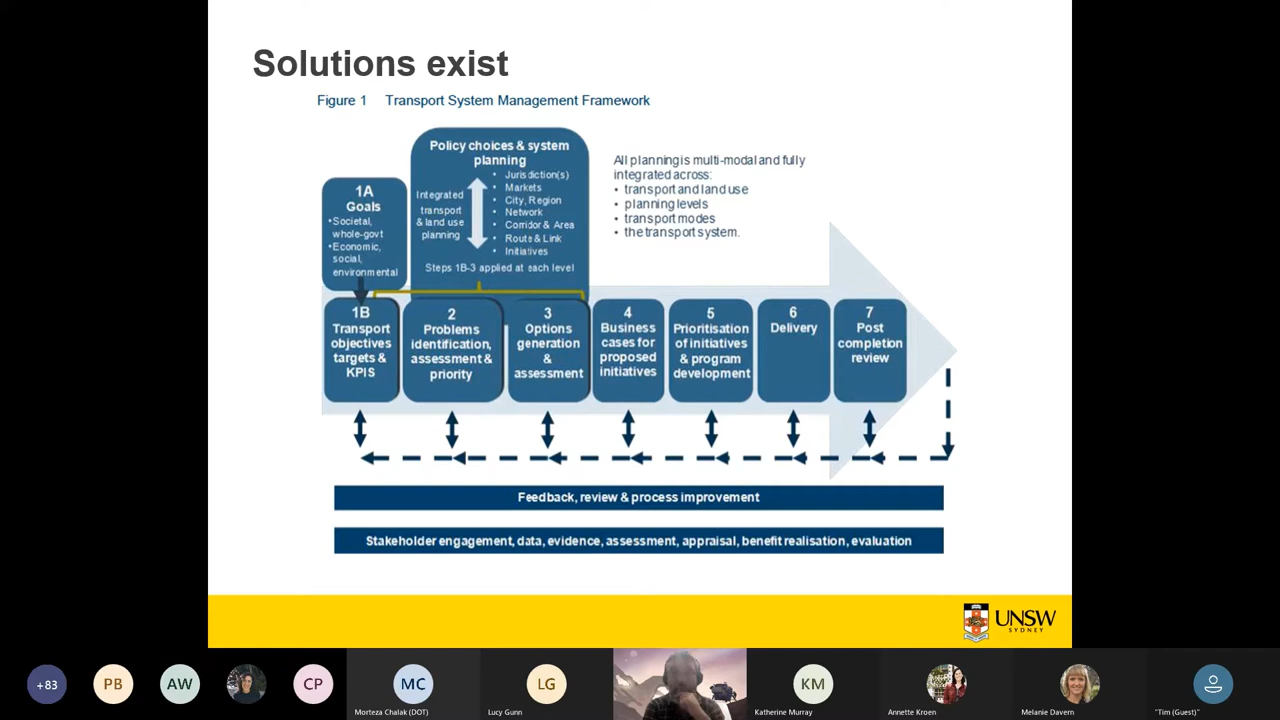 Solutions exist
Figure 1 Transport System Management Framework
Policy choices & system
planning
Integrated
transport
& land use
planning
• Jurisdiction(s)
• Markets
• City, Region
• Network
• Corridor & Area
• Route & Link
• Initiatives
Steps 1B-3 applied at each level
All planning is multi-modal and fully
integrated across:
• transport and land use
• planning levels
• transport modes
• the transport system.
1A
Goals
•Societal,
whole-govt
•Economic,
social,
environmental
1B
Transport
objectives
targets &
KPIS
2
Problems
identification,
assessment &
priority
3
Options
generation
&
assessment
4
Business
cases for
proposed
initiatives
5
Prioritisation
of initiatives
& program
development
6
Delivery
7
Post
completion
review
Feedback, review & process improvement
Stakeholder engagement, data, evidence, assessment, appraisal, benefit realisation, evaluation
UNSW
SYDNEY
+83
PB
AW
CP
MC
Morteza Chalak (DOT)
LG
Lucy Gunn
KM
Katherine Murray
Annette Kroen
Melanie Davern
"Tim (Guest)"